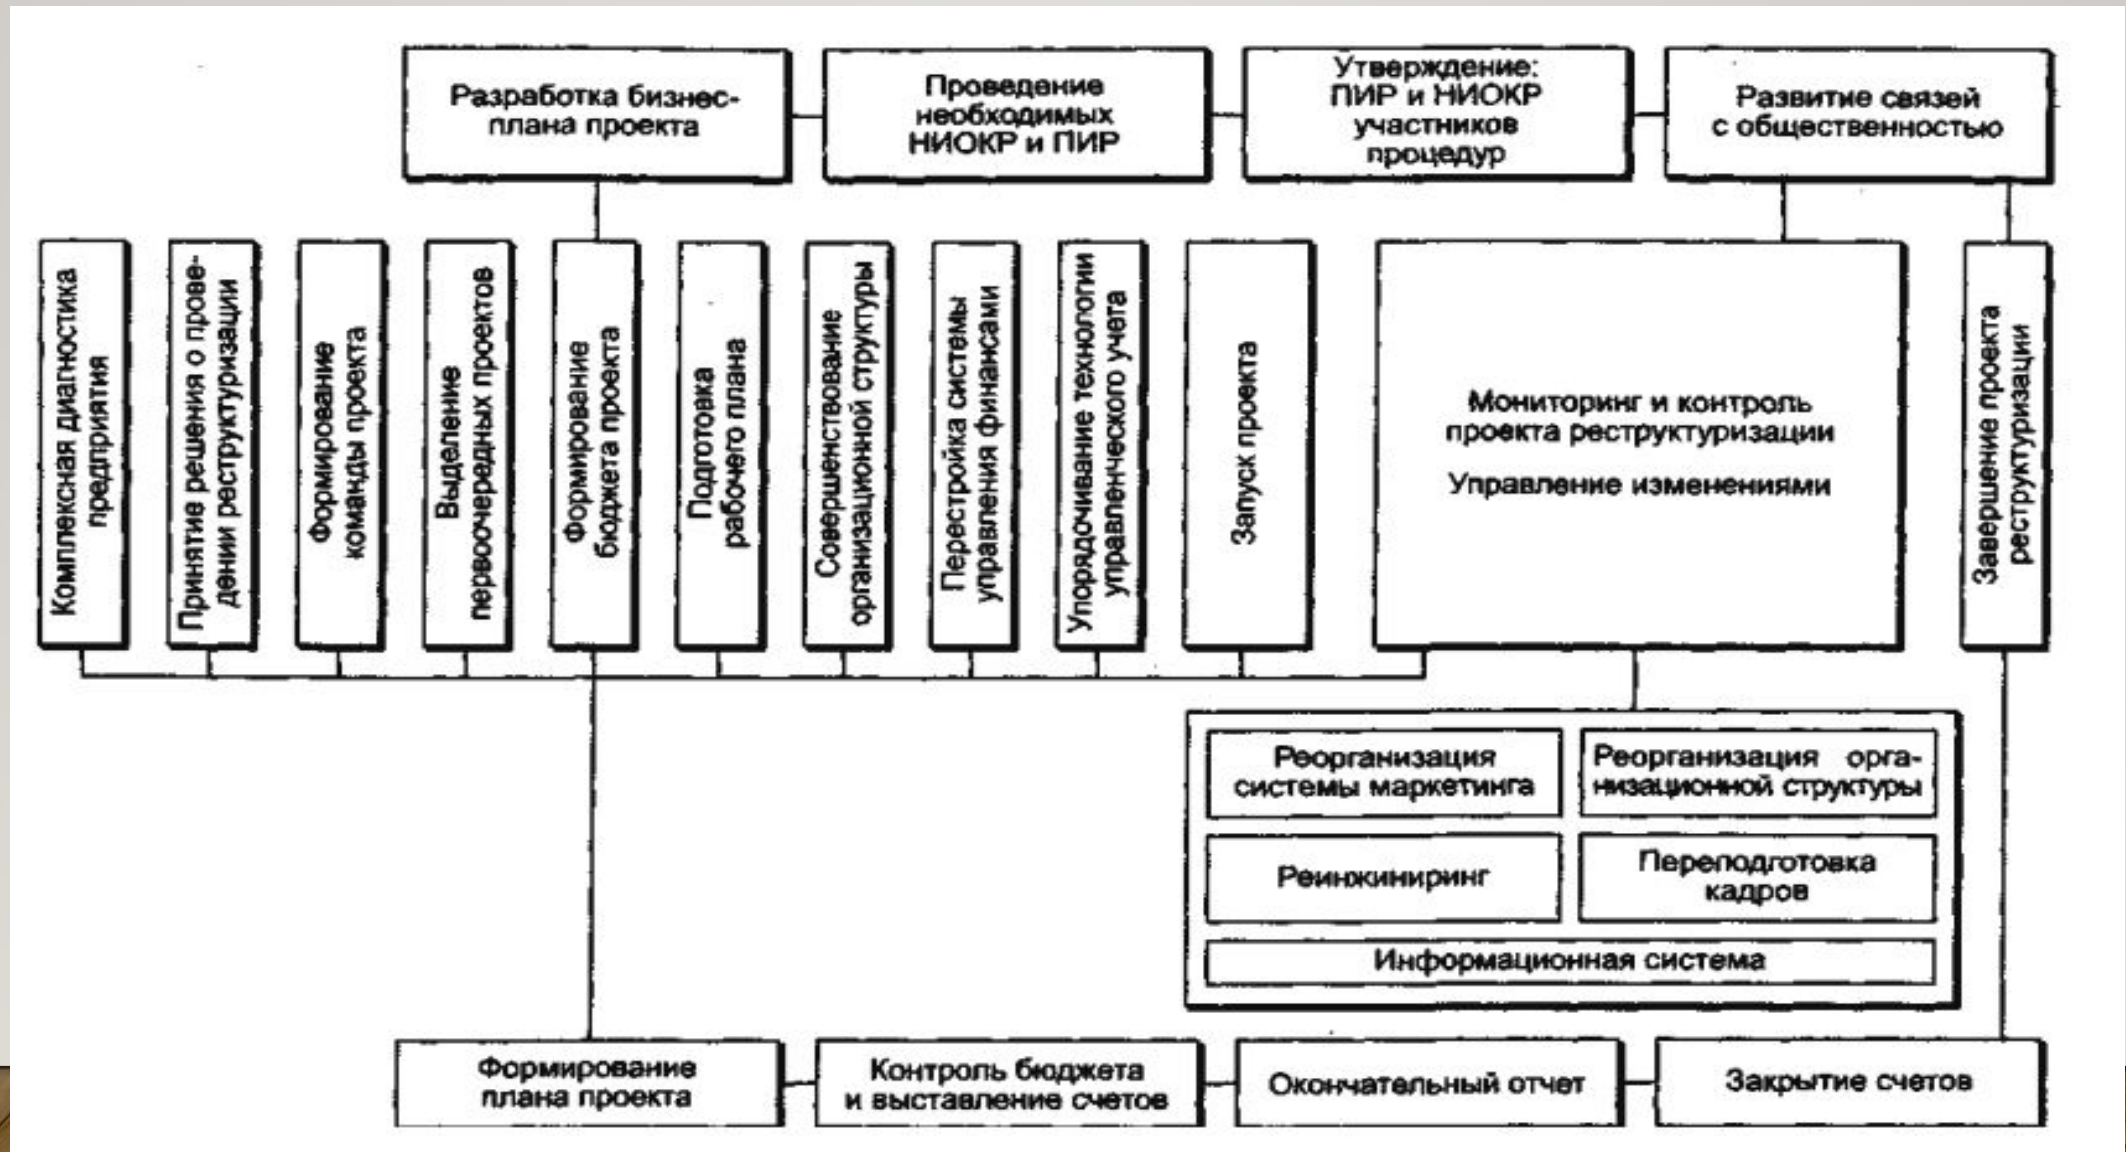 Разработка бизнес-
плана проекта
Проведение
необходимых
НИОКР и ПИР
Утверждение:
ПИР и НИОКР
участников
процедур
Развитие связей
с общественностью
Комплексная диагностика
предприятия
Принятие решения о прове-
дении реструктуризации
Формирование
команды проекта
Выделение
первоочередных проектов
Формирование
бюджета проекта
Подготовка
рабочего плана
Совершенствование
организационной структуры
Перестройка системы
управления финансами
Упорядочивание технологии
управленческого учета
Запуск проекта
Мониторинг и контроль
проекта реструктуризации
Управление изменениями
Завершение проекта
реструктуризации
Реорганизация
системы маркетинга
Реорганизация орга-
низационной структуры
Реинжиниринг
Переподготовка
кадров
Информационная система
Формирование
плана проекта
Контроль бюджета
и выставление счетов
Окончательный отчет
Закрытие счетов